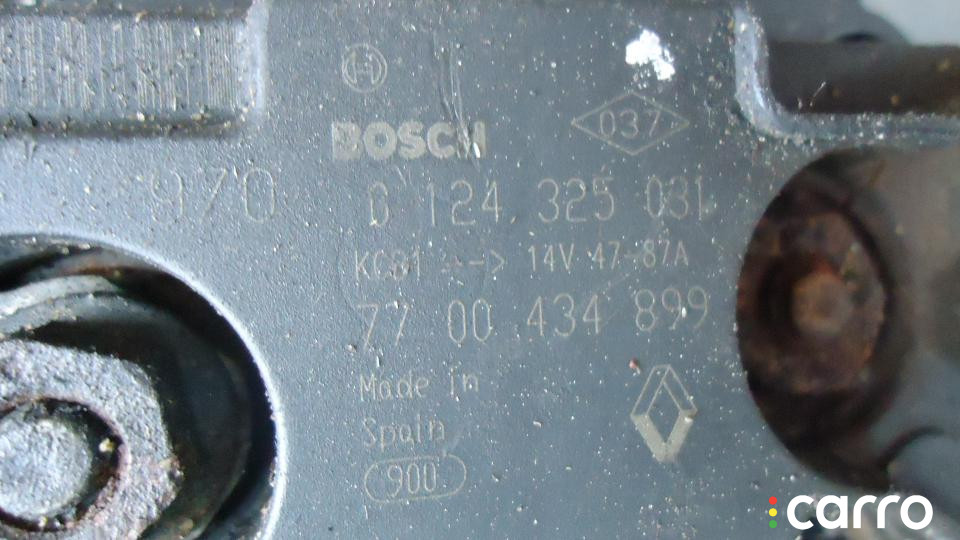 BOSCH
037
970
0 124 325 031
KCB1 --> 14V 47-87A
77 00 434 899
Made in
Spain
900
carro